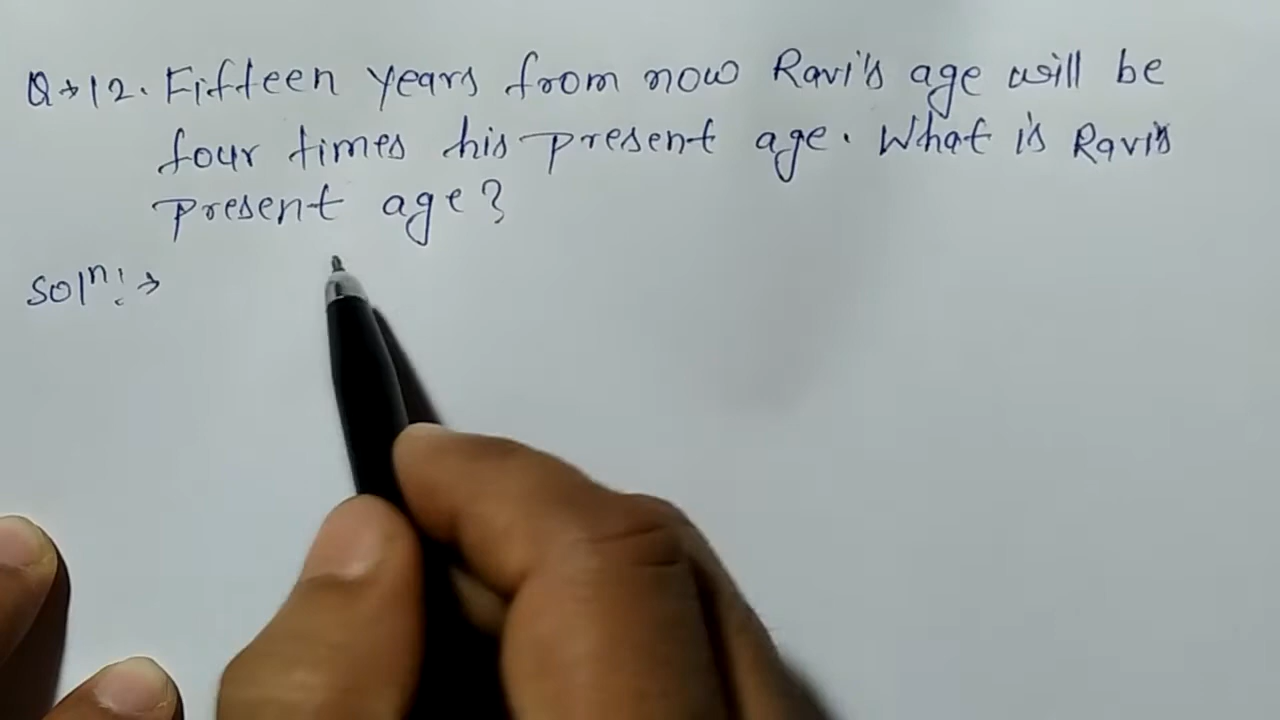 Q→12. Fifteen years from now Ravi's age will be
four times his present age. What is Ravi's
present age?
Solⁿ:→